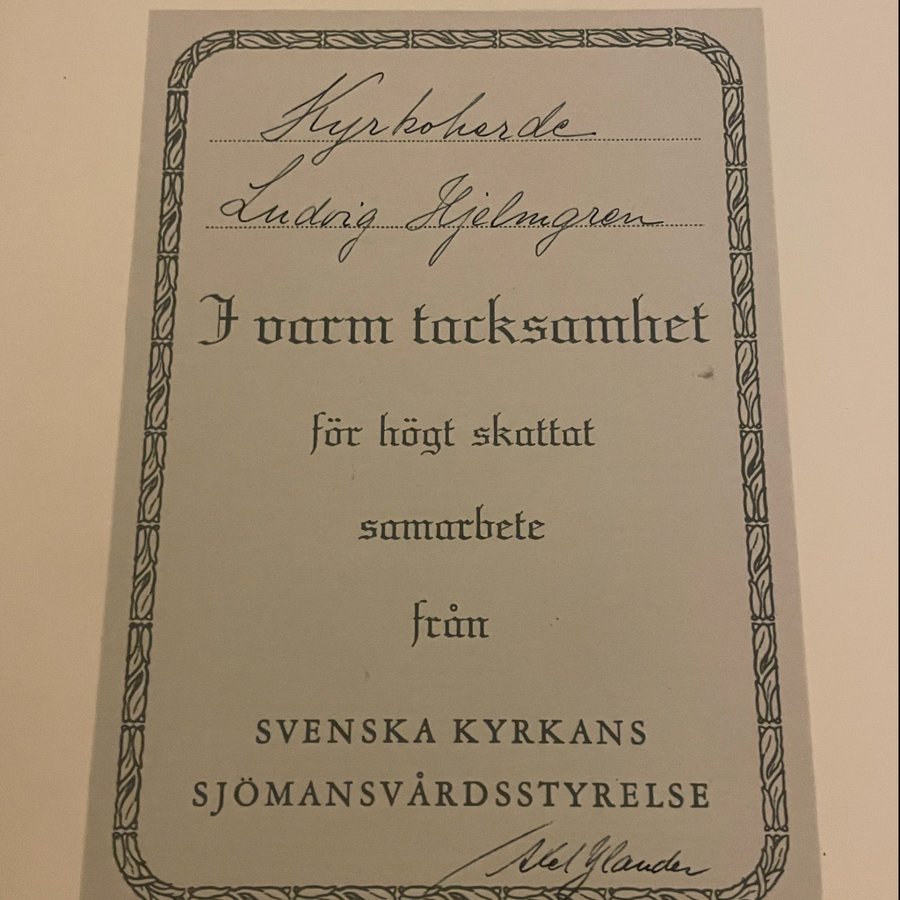 Kyrkoherde
Ludvig Hjelmgren
I varm tacksamhet
för högt skattat
samarbete
från
SVENSKA KYRKANS
SJÖMANSVÅRDSSTYRELSE
Axel Ylander